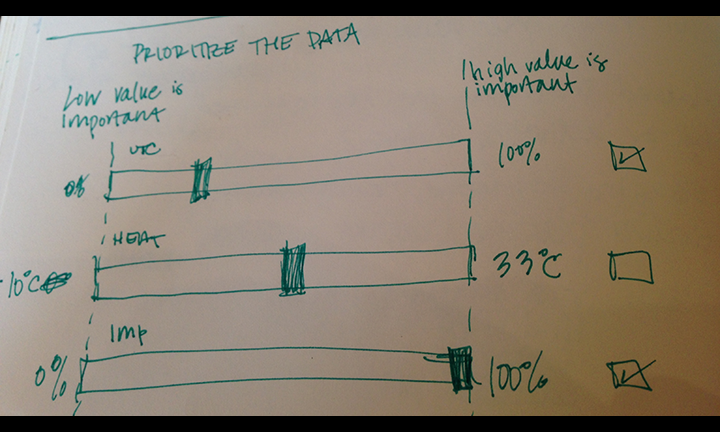 PRIORITIZE THE DATA
Low value is
important
high value is
important
UTC
0%
100%
HEAT
-10°C
33°C
Imp
0%
100%